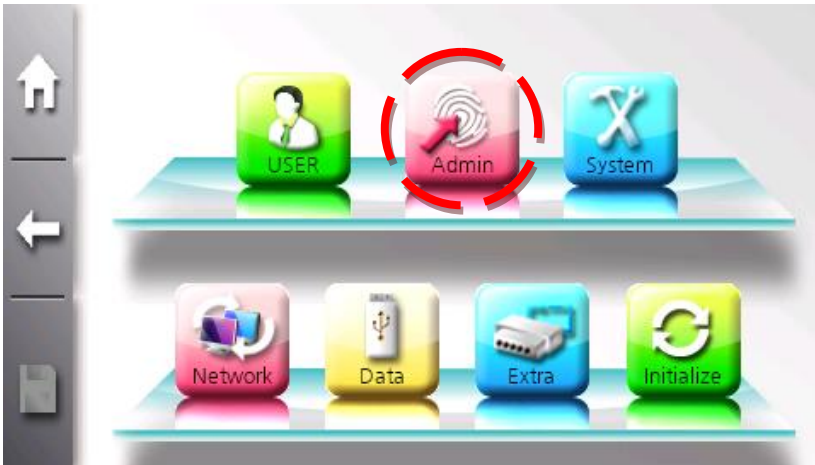 USER
Admin
System
Network
Data
Extra
Initialize